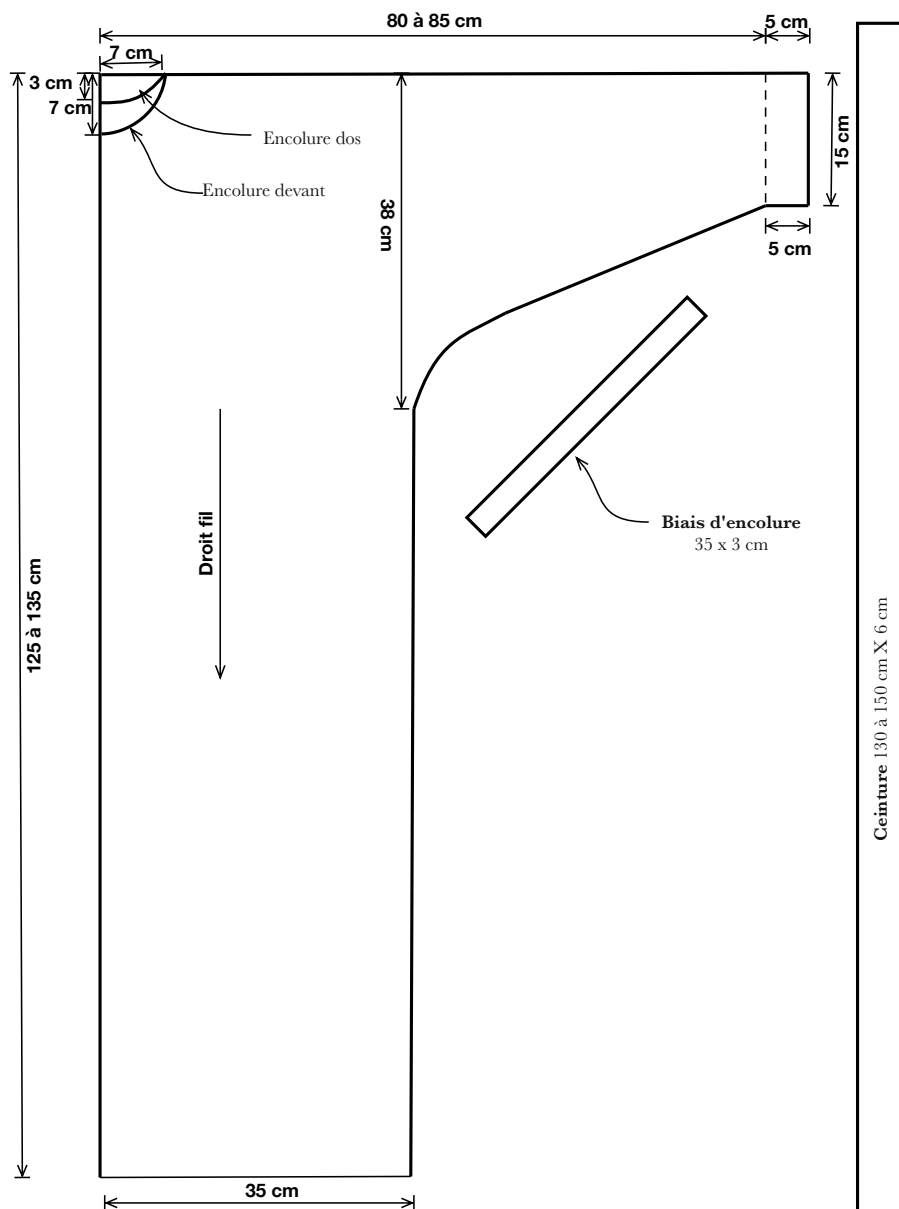 80 à 85 cm
5 cm
7 cm
3 cm
7 cm
Encolure dos
Encolure devant
38 cm
15 cm
5 cm
Droit fil
Biais d'encolure
35 x 3 cm
125 à 135 cm
Ceinture 130 à 150 cm X 6 cm
35 cm